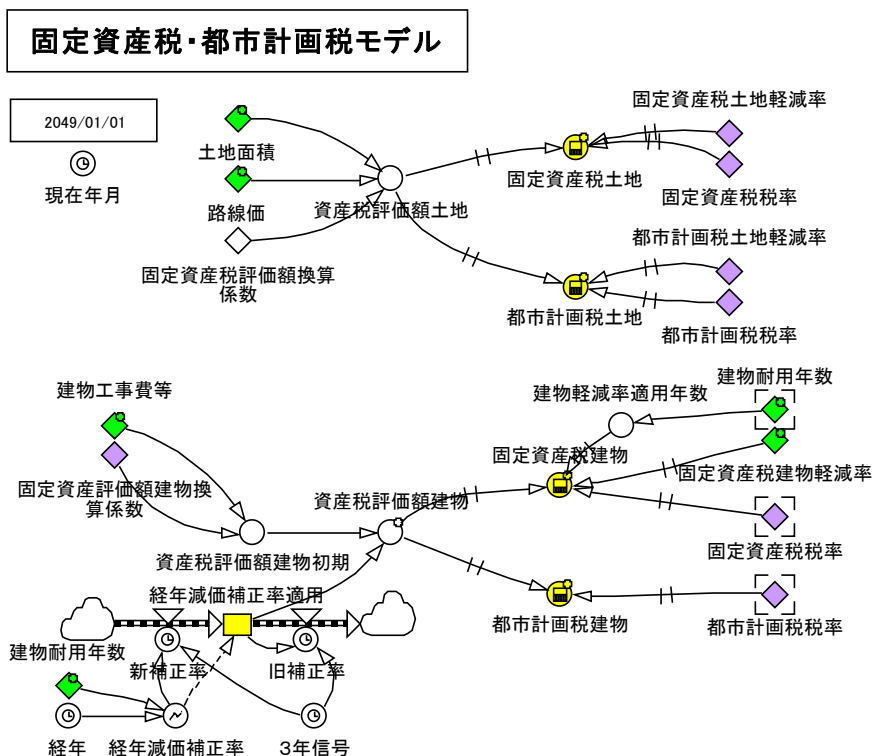 固定資産税・都市計画税モデル
2049/01/01
現在年月
土地面積
路線価
固定資産税評価額換算
係数
資産税評価額土地
固定資産税土地
固定資産税土地軽減率
固定資産税税率
都市計画税土地軽減率
都市計画税土地
都市計画税税率
建物工事費等
固定資産評価額建物換
算係数
資産税評価額建物初期
資産税評価額建物
建物軽減率適用年数
建物耐用年数
固定資産税建物
固定資産税建物軽減率
固定資産税税率
都市計画税建物
都市計画税税率
経年減価補正率適用
建物耐用年数
新補正率
旧補正率
経年
経年減価補正率
3年信号